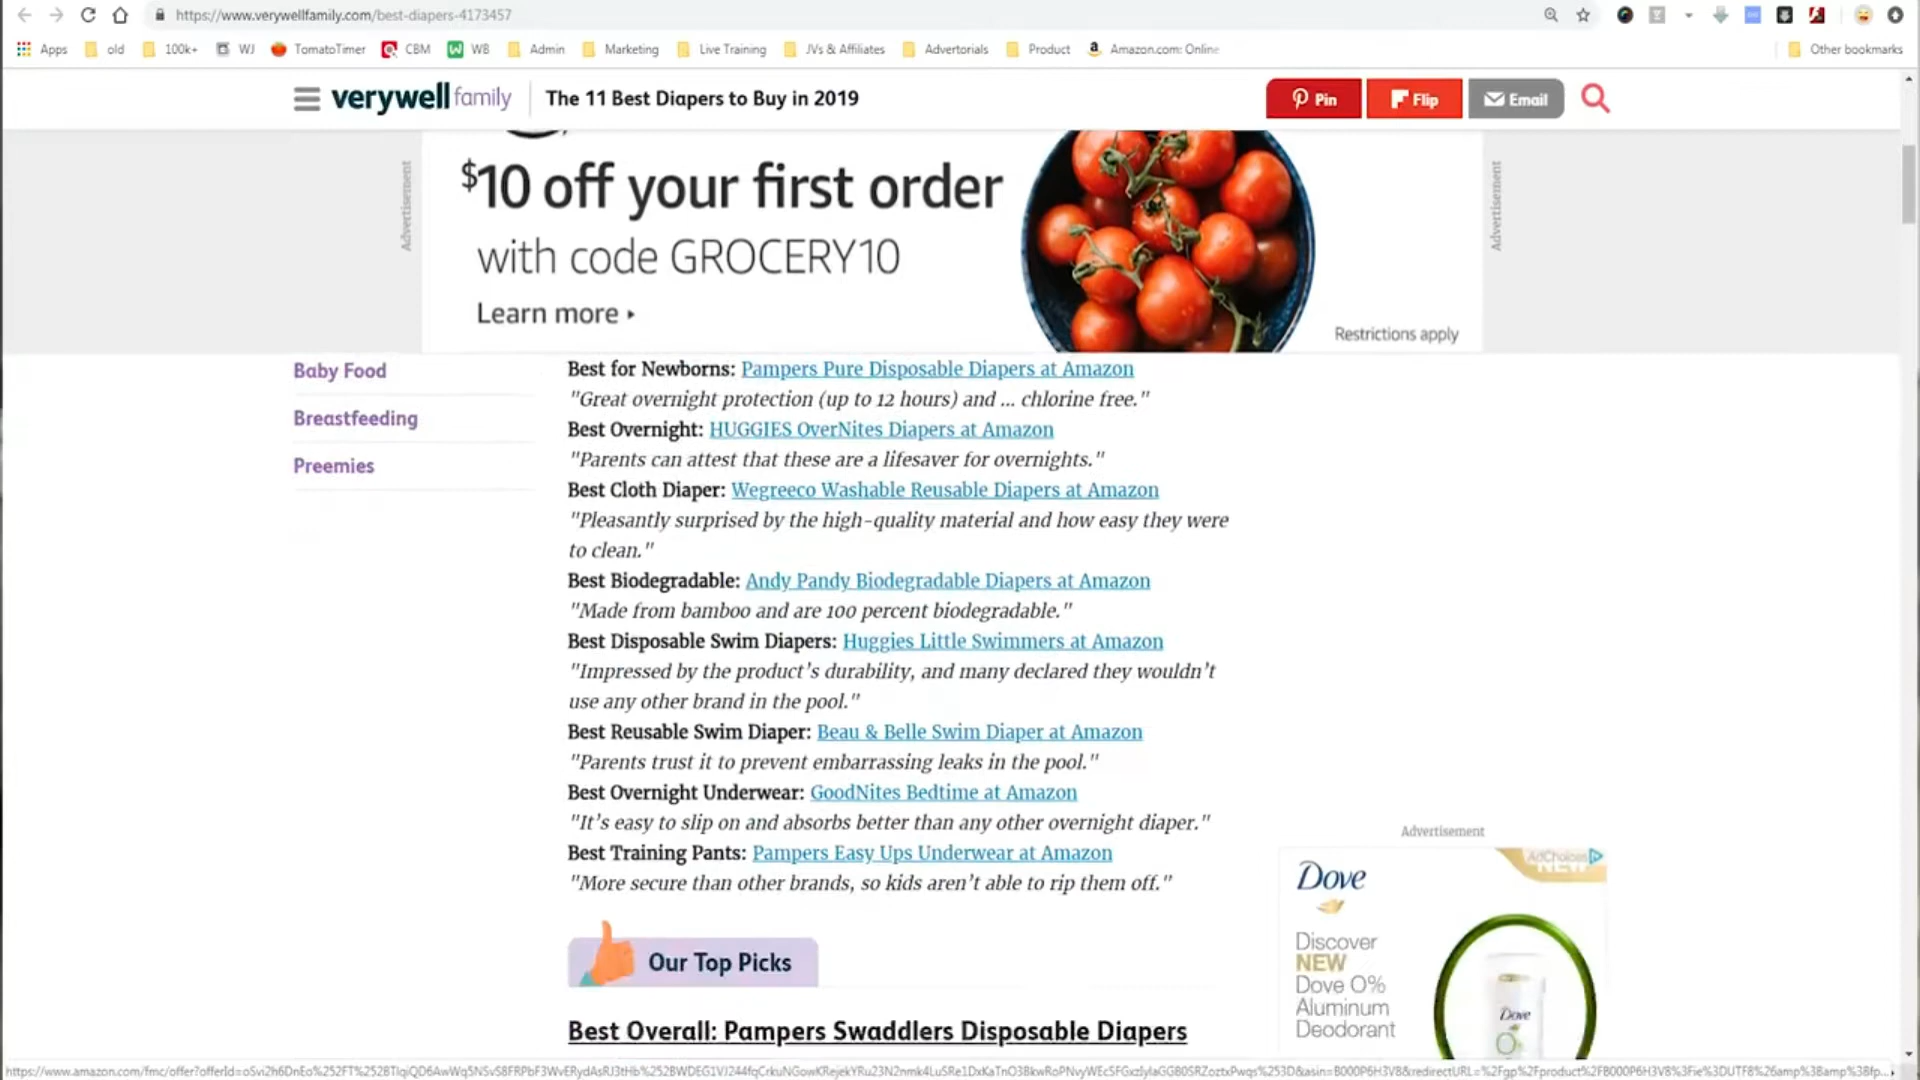 https://www.verywellfamily.com/best-diapers-4173457
Apps old 100k+ WJ TomatoTimer CBM WB Admin Marketing Live Training JVs & Affiliates Advertorials Product Amazon.com: Online Other bookmarks
verywell family The 11 Best Diapers to Buy in 2019 Pin Flip Email
Advertisement
$10 off your first order
with code GROCERY10
Learn more
Restrictions apply
Advertisement
Baby Food
Breastfeeding
Preemies
Best for Newborns: Pampers Pure Disposable Diapers at Amazon
"Great overnight protection (up to 12 hours) and ... chlorine free."
Best Overnight: HUGGIES OverNites Diapers at Amazon
"Parents can attest that these are a lifesaver for overnights."
Best Cloth Diaper: Wegreeco Washable Reusable Diapers at Amazon
"Pleasantly surprised by the high-quality material and how easy they were
to clean."
Best Biodegradable: Andy Pandy Biodegradable Diapers at Amazon
"Made from bamboo and are 100 percent biodegradable."
Best Disposable Swim Diapers: Huggies Little Swimmers at Amazon
"Impressed by the product’s durability, and many declared they wouldn’t
use any other brand in the pool."
Best Reusable Swim Diaper: Beau & Belle Swim Diaper at Amazon
"Parents trust it to prevent embarrassing leaks in the pool."
Best Overnight Underwear: GoodNites Bedtime at Amazon
"It’s easy to slip on and absorbs better than any other overnight diaper."
Best Training Pants: Pampers Easy Ups Underwear at Amazon
"More secure than other brands, so kids aren’t able to rip them off."
Our Top Picks
Best Overall: Pampers Swaddlers Disposable Diapers
Advertisement
AdChoices
NEW
Dove
Discover
NEW
Dove 0%
Aluminum
Deodorant
Dove
0